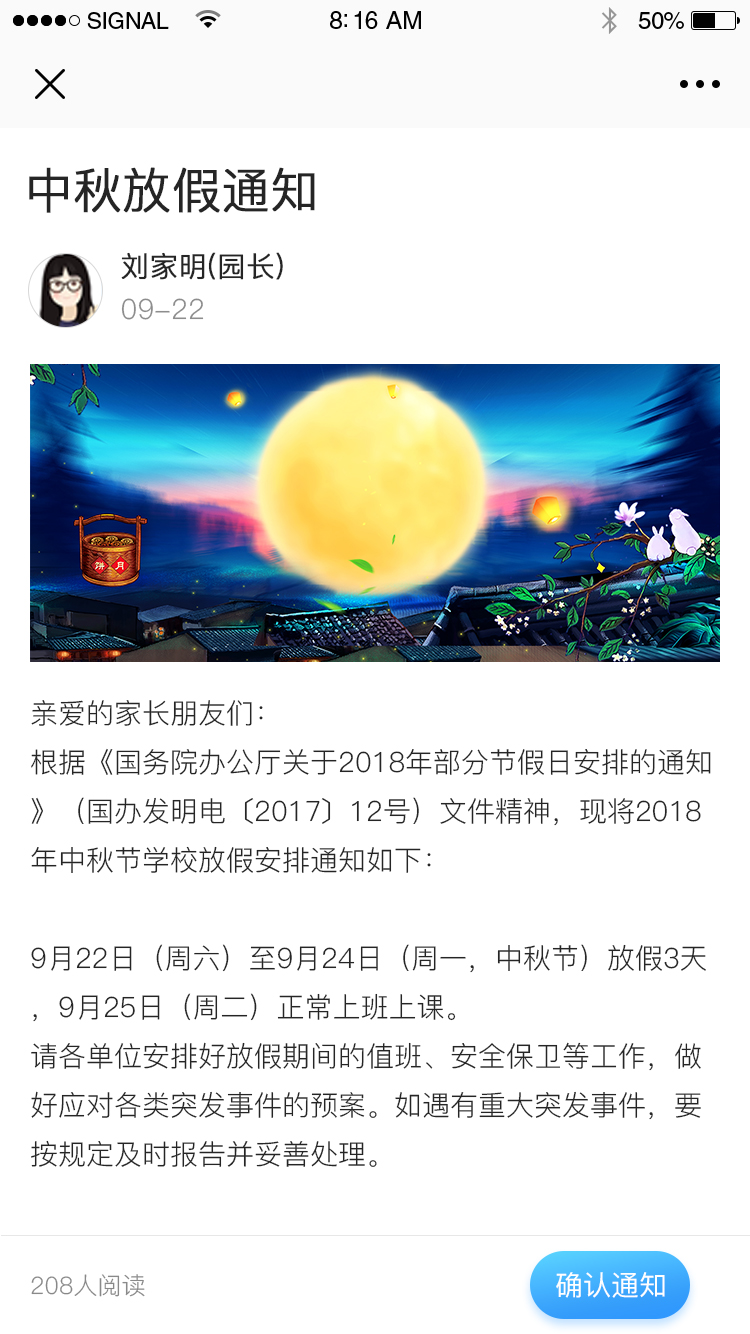 SIGNAL 8:16 AM 50%
中秋放假通知
刘家明(园长)
09-22
饼 月
亲爱的家长朋友们：
根据《国务院办公厅关于2018年部分节假日安排的通知
》（国办发明电〔2017〕12号）文件精神，现将2018
年中秋节学校放假安排通知如下：
9月22日（周六）至9月24日（周一，中秋节）放假3天
，9月25日（周二）正常上班上课。
请各单位安排好放假期间的值班、安全保卫等工作，做
好应对各类突发事件的预案。如遇有重大突发事件，要
按规定及时报告并妥善处理。
208人阅读 确认通知